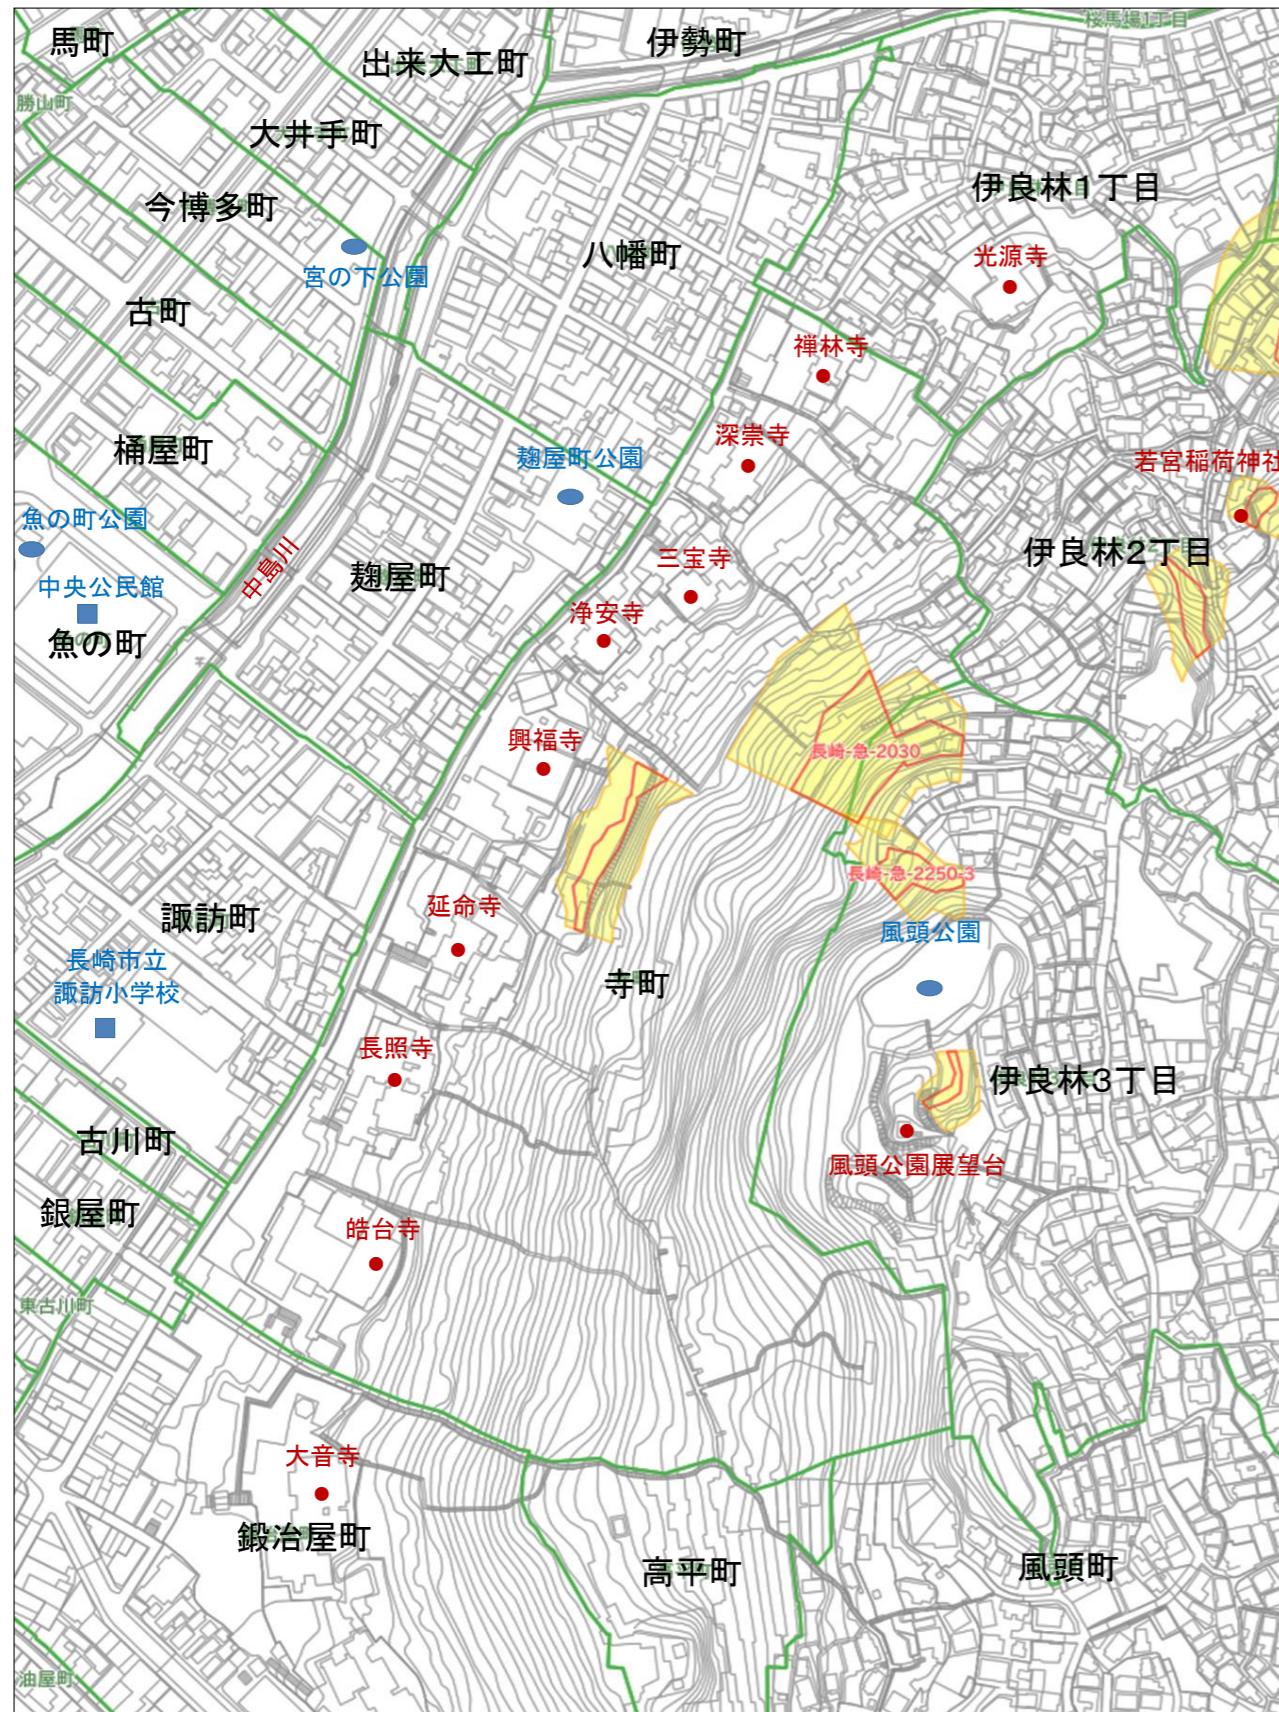 桜馬場1丁目
馬町
伊勢町
出来大工町
勝山町
大井手町
伊良林1丁目
今博多町
八幡町
光源寺
宮の下公園
古町
禅林寺
深崇寺
桶屋町
麹屋町公園
若宮稲荷神社
魚の町公園
伊良林2丁目
三宝寺
中島川
麹屋町
中央公民館
浄安寺
魚の町
興福寺
長崎-急-2030
長崎-急-2250-3
延命寺
諏訪町
風頭公園
長崎市立
諏訪小学校
寺町
長照寺
伊良林3丁目
古川町
風頭公園展望台
銀屋町
皓台寺
東古川町
大音寺
鍛冶屋町
高平町
風頭町
油屋町